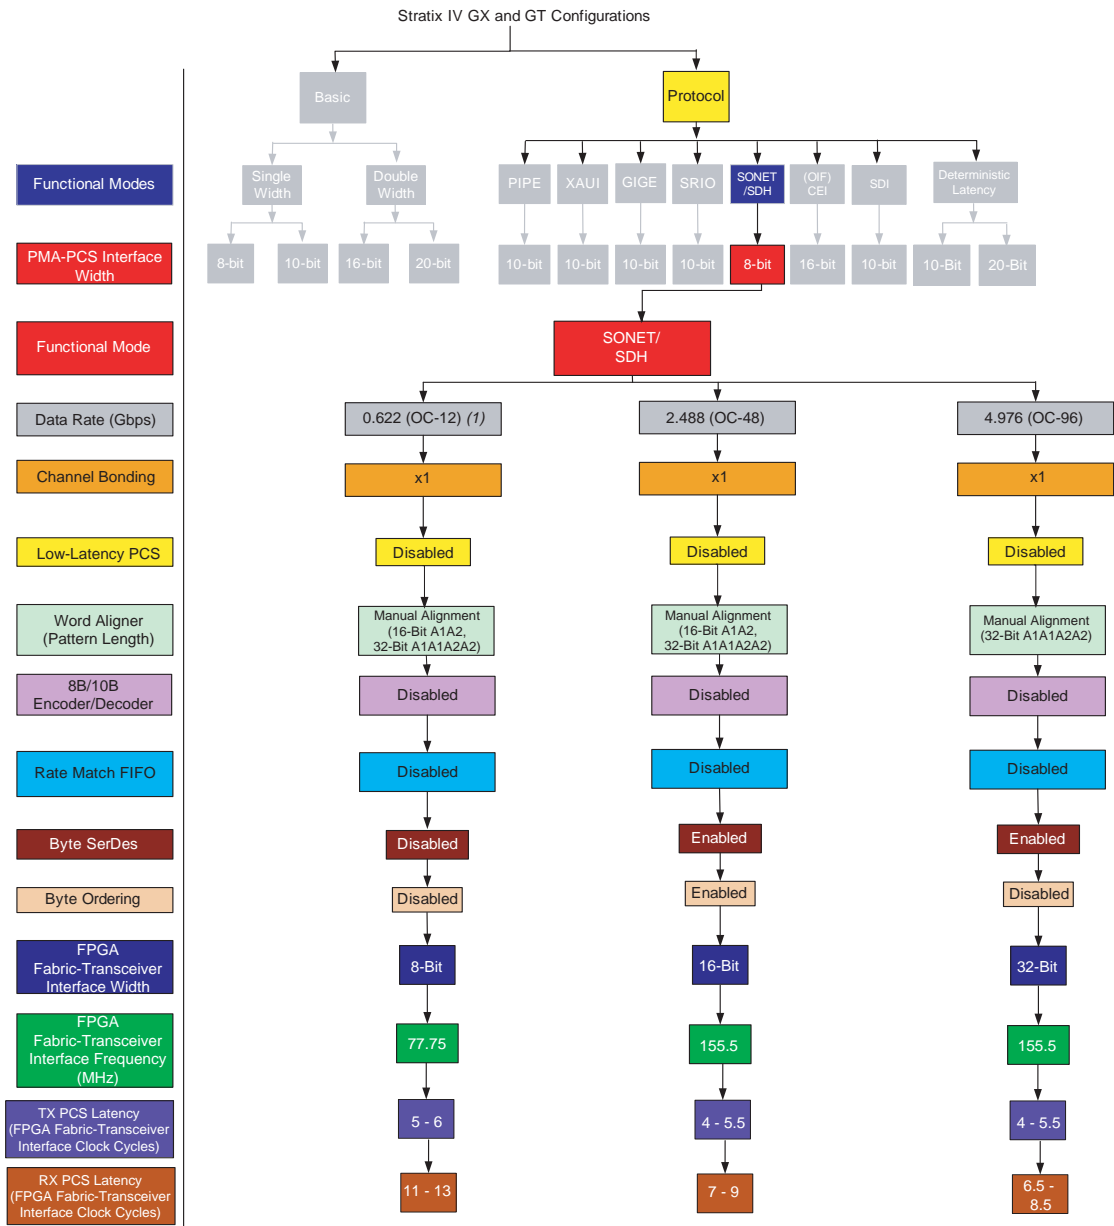 Stratix IV GX and GT Configurations
Basic
Protocol
Functional Modes
Single
Width
Double
Width
PIPE
XAUI
GIGE
SRIO
SONET
/SDH
(OIF)
CEI
SDI
Deterministic
Latency
PMA-PCS Interface
Width
8-bit
10-bit
16-bit
20-bit
10-bit
10-bit
10-bit
10-bit
8-bit
16-bit
10-bit
10-Bit
20-Bit
Functional Mode
SONET/
SDH
Data Rate (Gbps)
0.622 (OC-12) (1)
2.488 (OC-48)
4.976 (OC-96)
Channel Bonding
x1
x1
x1
Low-Latency PCS
Disabled
Disabled
Disabled
Word Aligner
(Pattern Length)
Manual Alignment
(16-Bit A1A2,
32-Bit A1A1A2A2)
Manual Alignment
(16-Bit A1A2,
32-Bit A1A1A2A2)
Manual Alignment
(32-Bit A1A1A2A2)
8B/10B
Encoder/Decoder
Disabled
Disabled
Disabled
Rate Match FIFO
Disabled
Disabled
Disabled
Byte SerDes
Disabled
Enabled
Enabled
Byte Ordering
Disabled
Enabled
Disabled
FPGA
Fabric-Transceiver
Interface Width
8-Bit
16-Bit
32-Bit
FPGA
Fabric-Transceiver
Interface Frequency
(MHz)
77.75
155.5
155.5
TX PCS Latency
(FPGA Fabric-Transceiver
Interface Clock Cycles)
5 - 6
4 - 5.5
4 - 5.5
RX PCS Latency
(FPGA Fabric-Transceiver
Interface Clock Cycles)
11 - 13
7 - 9
6.5 -
8.5